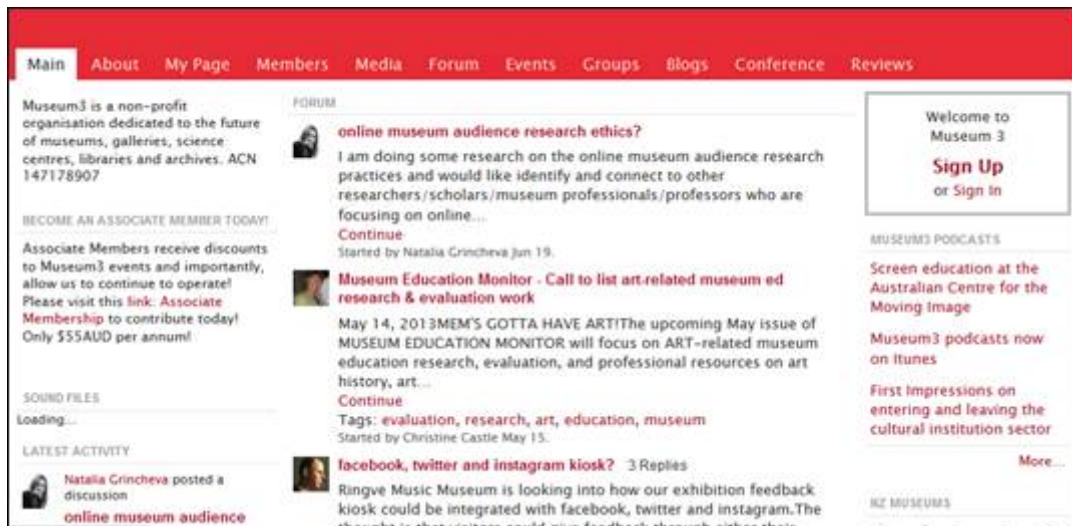 Main About My Page Members Media Forum Events Groups Blogs Conference Reviews
Museum3 is a non-profit
organisation dedicated to the future
of museums, galleries, science
centres, libraries and archives. ACN
147178907
BECOME AN ASSOCIATE MEMBER TODAY!
Associate Members receive discounts
to Museum3 events and importantly,
allow us to continue to operate!
Please visit this link: Associate
Membership to contribute today!
Only $55AUD per annum!
SOUND FILES
Loading...
LATEST ACTIVITY
Natalia Grincheva posted a
discussion
online museum audience
FORUM
online museum audience research ethics?
I am doing some research on the online museum audience research
practices and would like identify and connect to other
researchers/scholars/museum professionals/professors who are
focusing on online...
Continue
Started by Natalia Grincheva Jun 19.
Museum Education Monitor - Call to list art-related museum ed
research & evaluation work
May 14, 2013MEM'S GOTTA HAVE ART!The upcoming May issue of
MUSEUM EDUCATION MONITOR will focus on ART-related museum
education research, evaluation, and professional resources on art
history, art...
Continue
Tags: evaluation, research, art, education, museum
Started by Christine Castle May 15.
facebook, twitter and instagram kiosk? 3 Replies
Ringve Music Museum is looking into how our exhibition feedback
kiosk could be integrated with facebook, twitter and instagram.The
thought is that visitors could give feedback through either their
Welcome to
Museum 3
Sign Up
or Sign In
MUSEUM3 PODCASTS
Screen education at the
Australian Centre for the
Moving Image
Museum3 podcasts now
on Itunes
First Impressions on
entering and leaving the
cultural institution sector
More...
NZ MUSEUMS